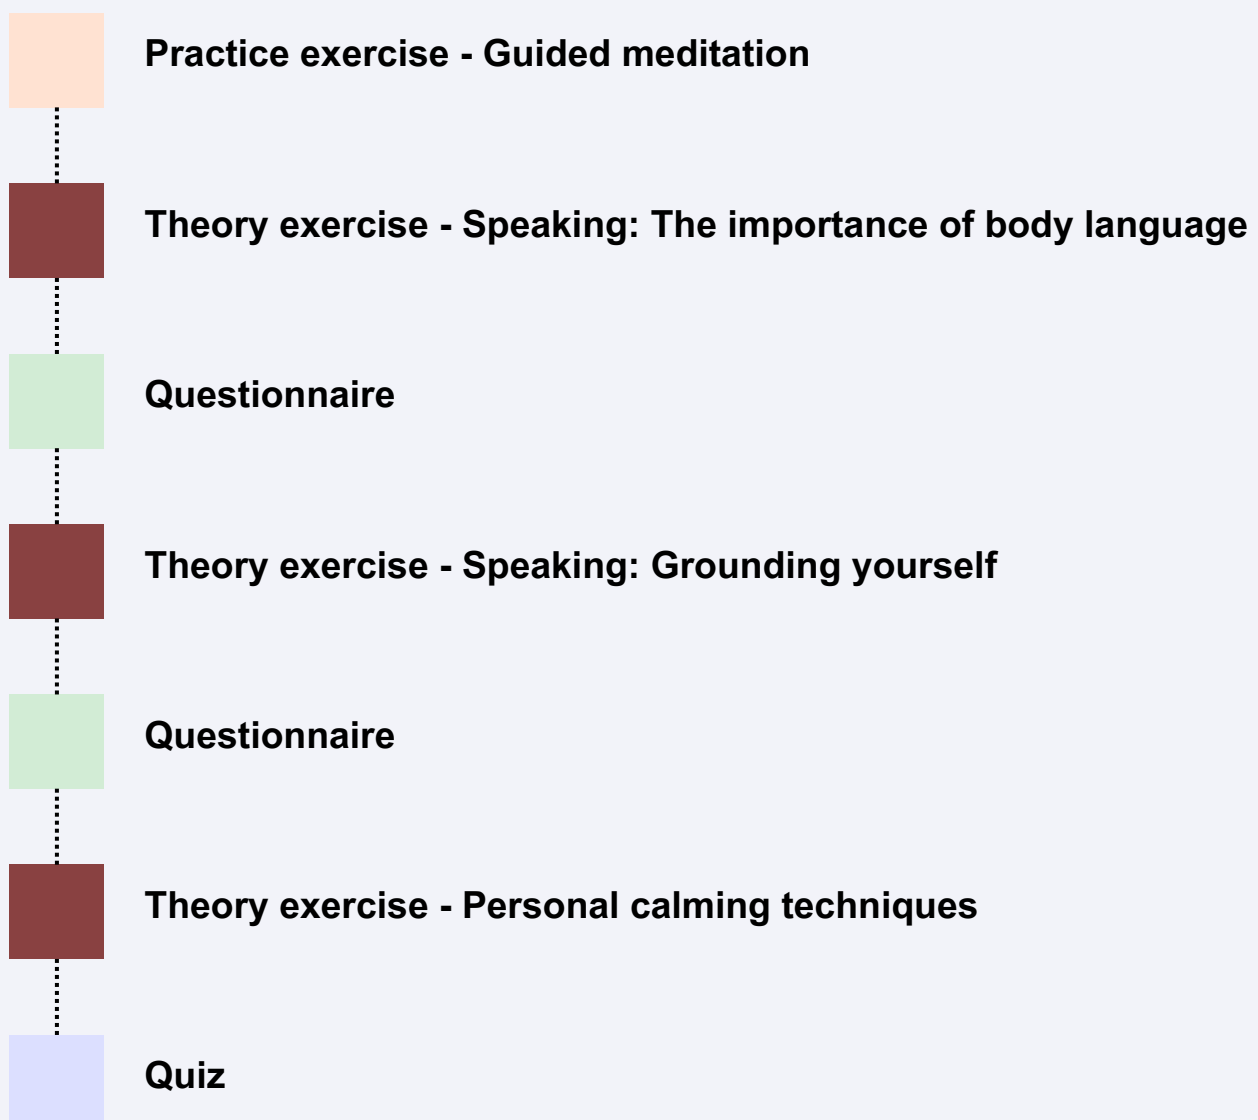 Practice exercise - Guided meditation
Theory exercise - Speaking: The importance of body language
Questionnaire
Theory exercise - Speaking: Grounding yourself
Questionnaire
Theory exercise - Personal calming techniques
Quiz